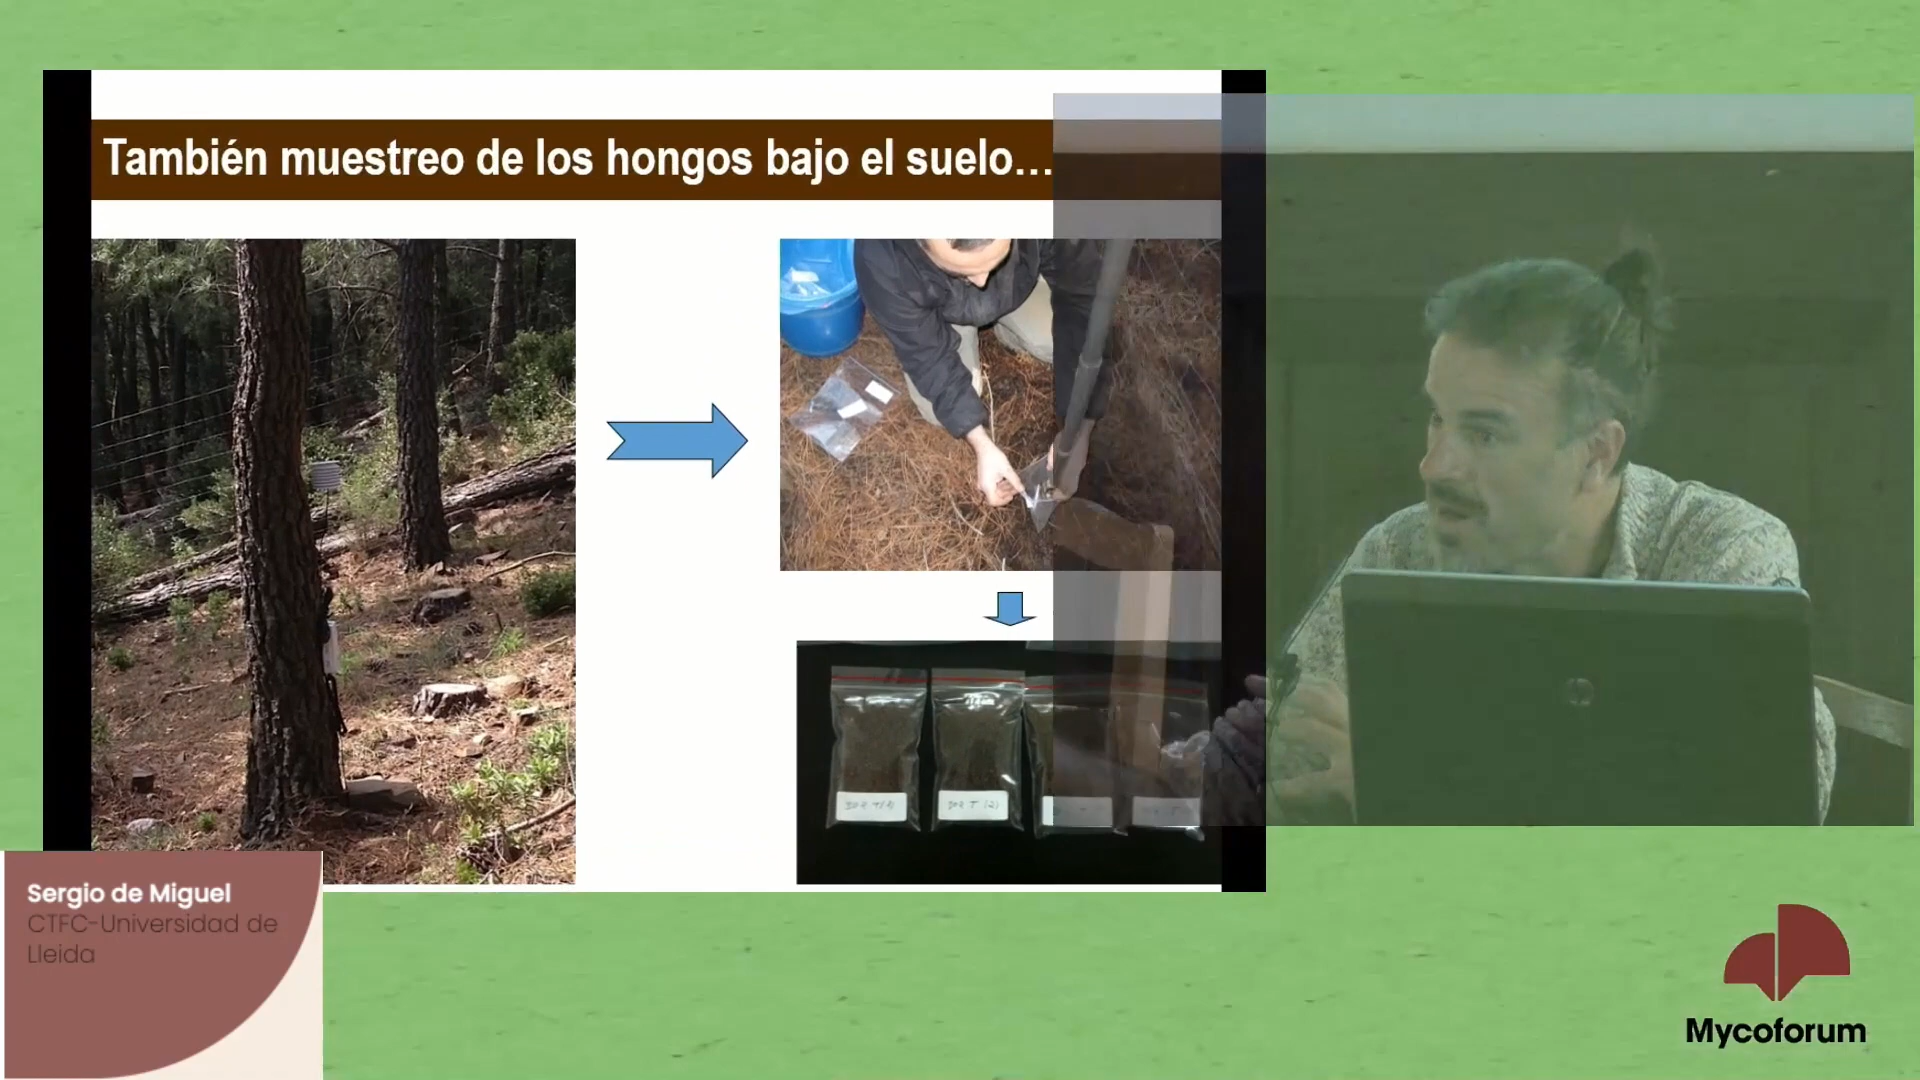 También muestreo de los hongos bajo el suelo…
Sergio de Miguel
CTFC-Universidad de
Lleida
Mycoforum